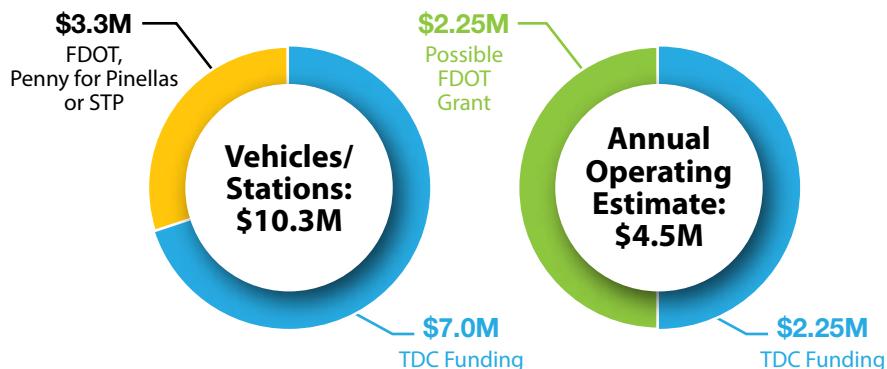 $3.3M
FDOT,
Penny for Pinellas
or STP
Vehicles/
Stations:
$10.3M
$7.0M
TDC Funding
$2.25M
Possible
FDOT
Grant
Annual
Operating
Estimate:
$4.5M
$2.25M
TDC Funding